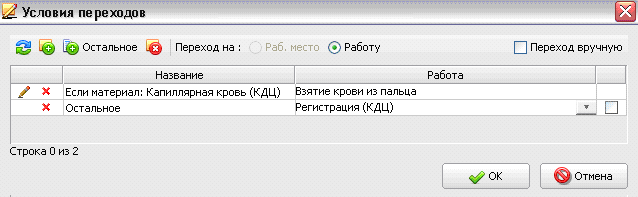 Условия переходов
Остальное Переход на : Раб. место Работу Переход вручную
Название Работа
Если материал: Капиллярная кровь (КДЦ) Взятие крови из пальца
Остальное Регистрация (КДЦ)
Строка 0 из 2
OK Отмена